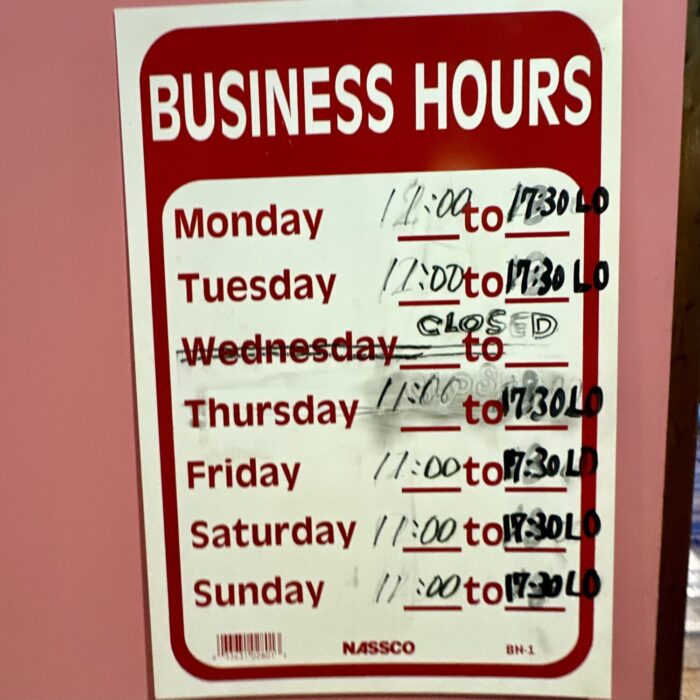 BUSINESS HOURS
Monday 11:00 to 17:30 LO
Tuesday 11:00 to 17:30 LO
CLOSED
Wednesday to
Thursday 11:00 to 17:30 LO
Friday 11:00 to 17:30 LO
Saturday 11:00 to 17:30 LO
Sunday 11:00 to 17:30 LO
NASSCO BN-1